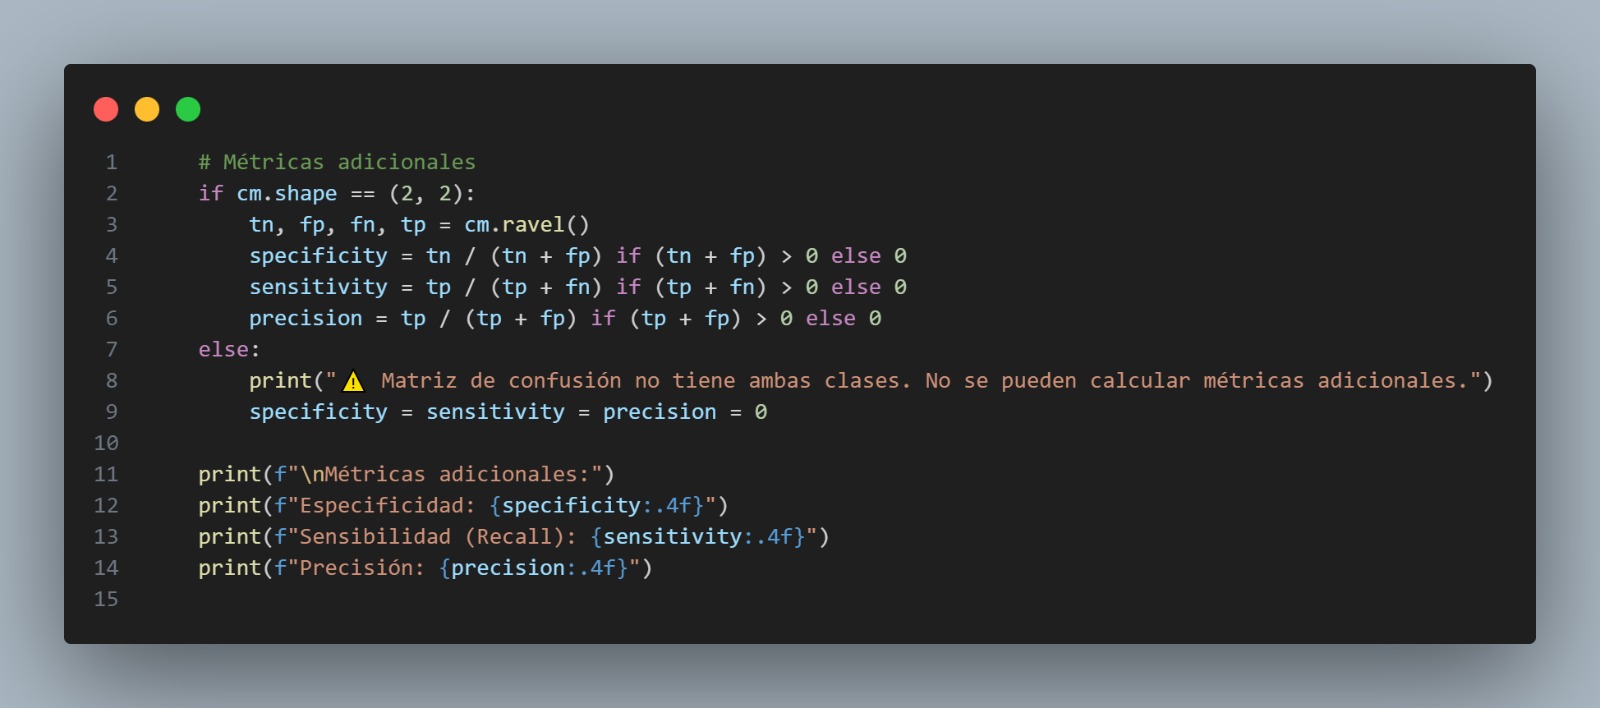 1 # Métricas adicionales
2 if cm.shape == (2, 2):
3 tn, fp, fn, tp = cm.ravel()
4 specificity = tn / (tn + fp) if (tn + fp) > 0 else 0
5 sensitivity = tp / (tp + fn) if (tp + fn) > 0 else 0
6 precision = tp / (tp + fp) if (tp + fp) > 0 else 0
7 else:
8 print("⚠️ Matriz de confusión no tiene ambas clases. No se pueden calcular métricas adicionales.")
9 specificity = sensitivity = precision = 0
10
11 print(f"\nMétricas adicionales:")
12 print(f"Especificidad: {specificity:.4f}")
13 print(f"Sensibilidad (Recall): {sensitivity:.4f}")
14 print(f"Precisión: {precision:.4f}")
15